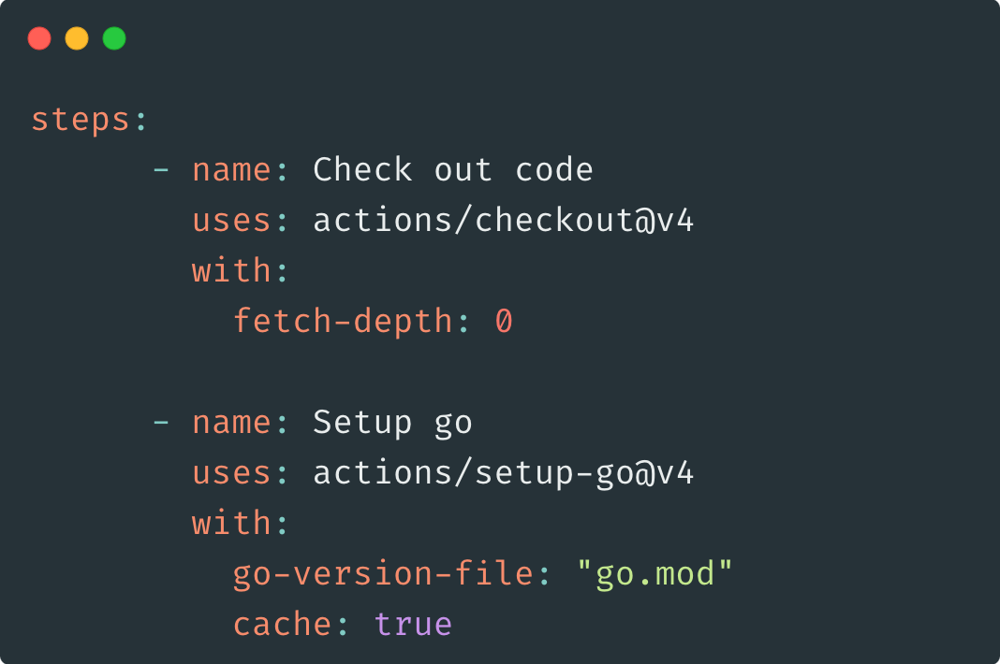 steps:
      - name: Check out code
        uses: actions/checkout@v4
        with:
          fetch-depth: 0

      - name: Setup go
        uses: actions/setup-go@v4
        with:
          go-version-file: "go.mod"
          cache: true